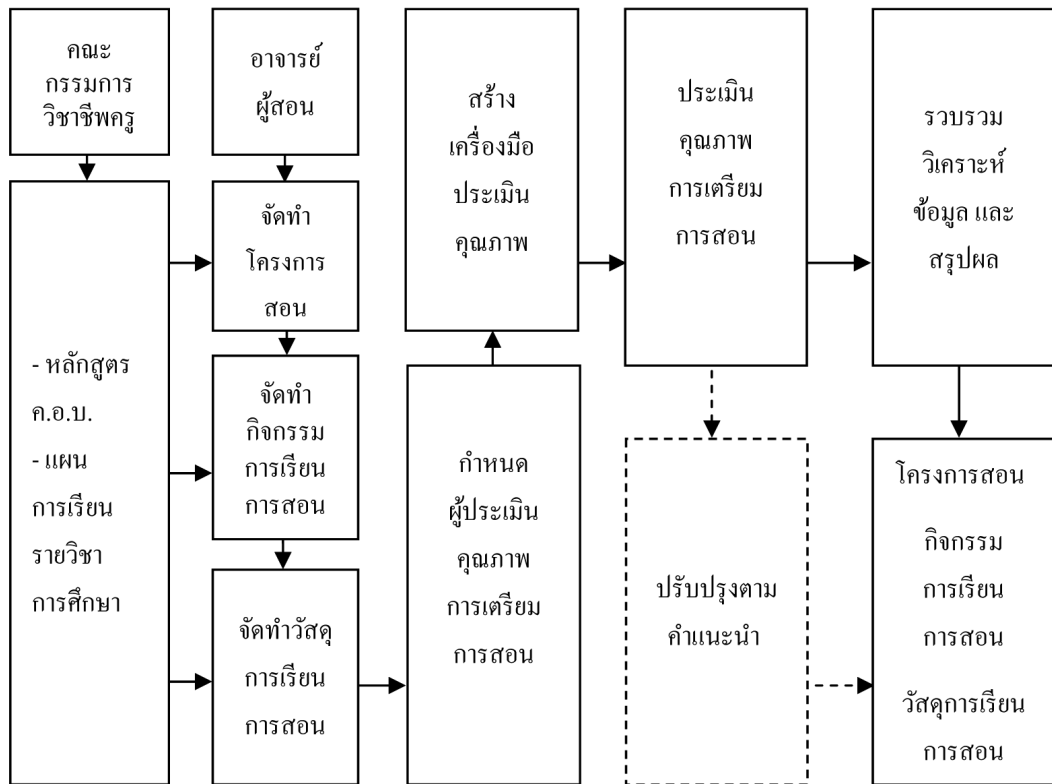 คณะ
กรรมการ
วิชาชีพครู
- หลักสูตร
ค.อ.บ.
- แผน
การเรียน
รายวิชา
การศึกษา
อาจารย์
ผู้สอน
จัดทำ
โครงการ
สอน
จัดทำ
กิจกรรม
การเรียน
การสอน
จัดทำวัสดุ
การเรียน
การสอน
กำหนด
ผู้ประเมิน
คุณภาพ
การเตรียม
การสอน
สร้าง
เครื่องมือ
ประเมิน
คุณภาพ
ประเมิน
คุณภาพ
การเตรียม
การสอน
ปรับปรุงตาม
คำแนะนำ
รวบรวม
วิเคราะห์
ข้อมูล และ
สรุปผล
โครงการสอน
กิจกรรม
การเรียน
การสอน
วัสดุการเรียน
การสอน